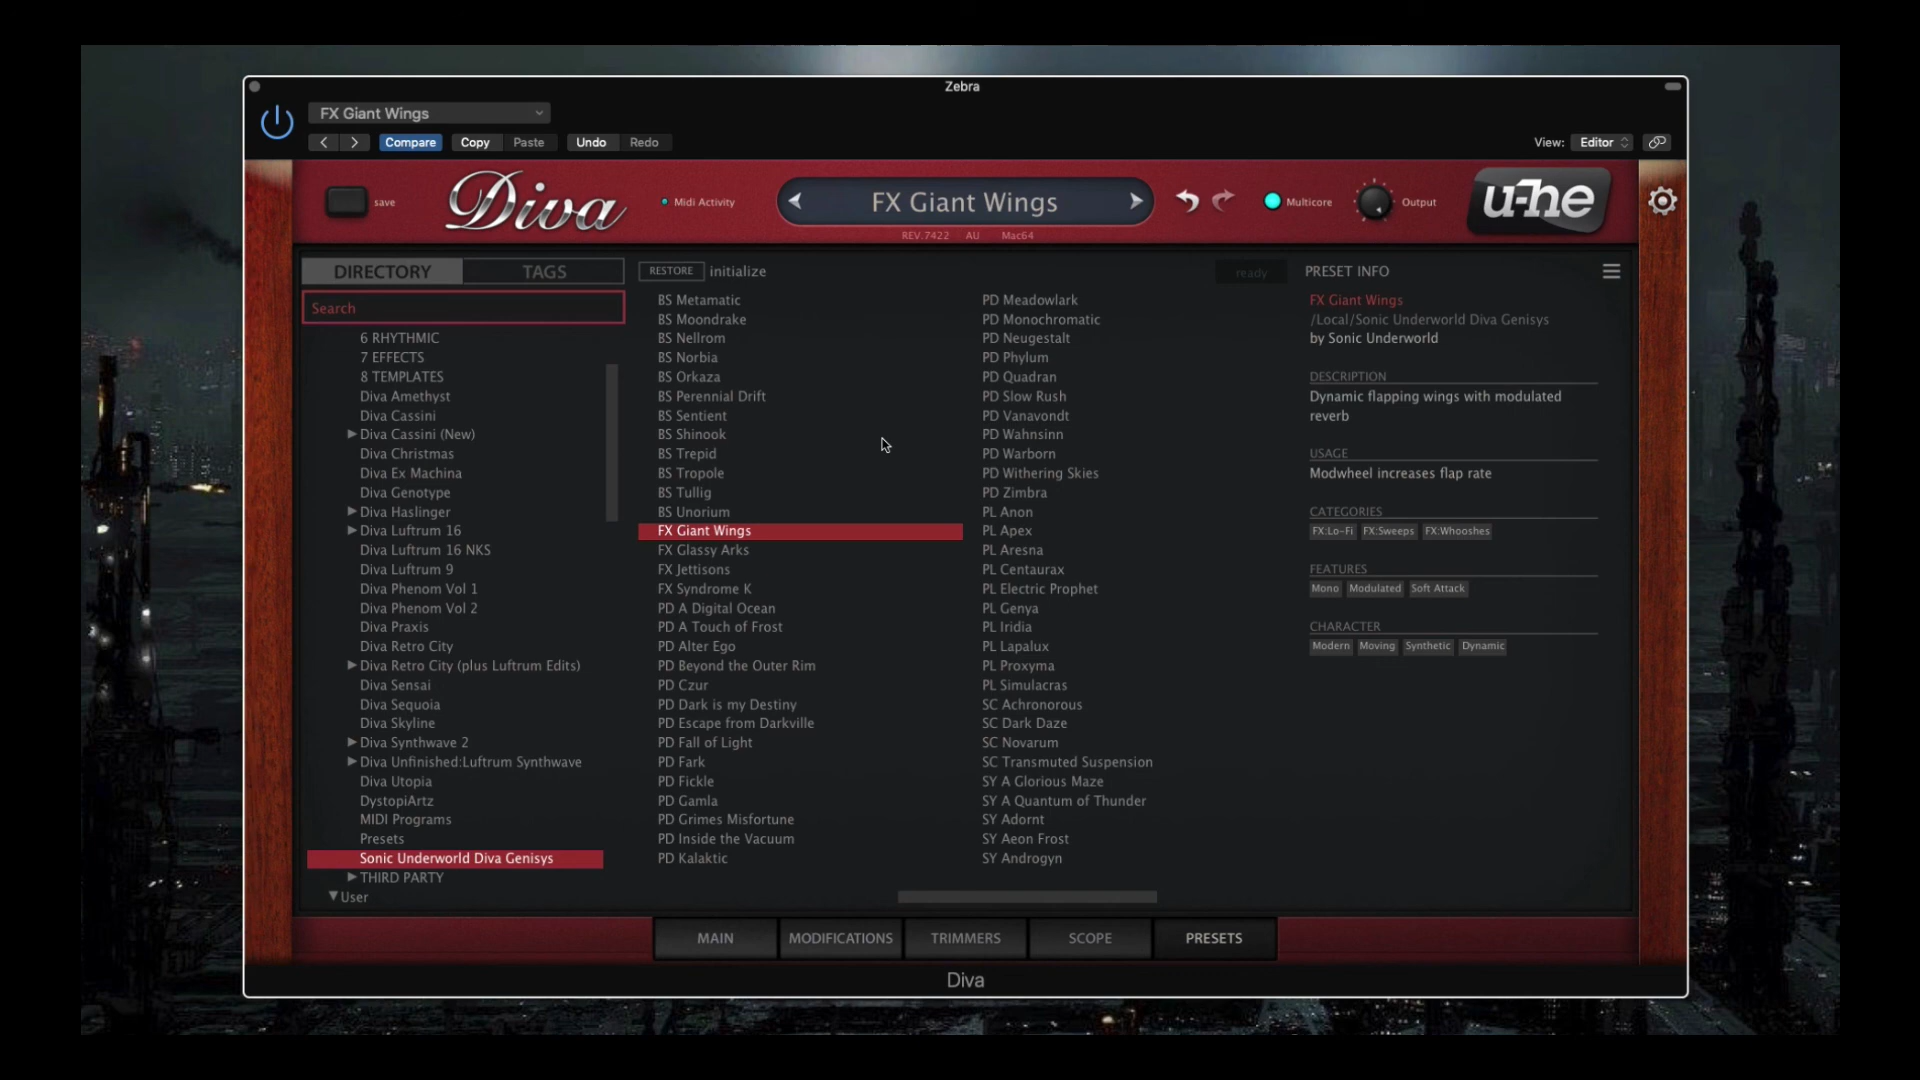 Zebra
FX Giant Wings
Compare Copy Paste Undo Redo
View: Editor
save
Diva
Midi Activity
FX Giant Wings
Multicore
Output
u-he
REV.7422 AU Mac64
DIRECTORY TAGS
Search
6 RHYTHMIC
7 EFFECTS
8 TEMPLATES
Diva Amethyst
Diva Cassini
Diva Cassini (New)
Diva Christmas
Diva Ex Machina
Diva Genotype
Diva Haslinger
Diva Luftrum 16
Diva Luftrum 16 NKS
Diva Luftrum 9
Diva Phenom Vol 1
Diva Phenom Vol 2
Diva Praxis
Diva Retro City
Diva Retro City (plus Luftrum Edits)
Diva Sensai
Diva Sequoia
Diva Skyline
Diva Synthwave 2
Diva Unfinished:Luftrum Synthwave
Diva Utopia
DystopiArtz
MIDI Programs
Presets
Sonic Underworld Diva Genisys
THIRD PARTY
User
RESTORE initialize
ready
BS Metamatic
BS Moondrake
BS Nellrom
BS Norbia
BS Orkaza
BS Perennial Drift
BS Sentient
BS Shinook
BS Trepid
BS Tropole
BS Tullig
BS Unorium
FX Giant Wings
FX Glassy Arks
FX Jettisons
FX Syndrome K
PD A Digital Ocean
PD A Touch of Frost
PD Alter Ego
PD Beyond the Outer Rim
PD Czur
PD Dark is my Destiny
PD Escape from Darkville
PD Fall of Light
PD Fark
PD Fickle
PD Gamla
PD Grimes Misfortune
PD Inside the Vacuum
PD Kalaktic
PD Meadowlark
PD Monochromatic
PD Neugestalt
PD Phylum
PD Quadran
PD Slow Rush
PD Vanavondt
PD Wahnsinn
PD Warborn
PD Withering Skies
PD Zimbra
PL Anon
PL Apex
PL Aresna
PL Centaurax
PL Electric Prophet
PL Genya
PL Iridia
PL Lapalux
PL Proxyma
PL Simulacras
SC Achronorous
SC Dark Daze
SC Novarum
SC Transmuted Suspension
SY A Glorious Maze
SY A Quantum of Thunder
SY Adornt
SY Aeon Frost
SY Androgyn
PRESET INFO
FX Giant Wings
/Local/Sonic Underworld Diva Genisys
by Sonic Underworld
DESCRIPTION
Dynamic flapping wings with modulated
reverb
USAGE
Modwheel increases flap rate
CATEGORIES
FX:Lo-Fi FX:Sweeps FX:Whooshes
FEATURES
Mono Modulated Soft Attack
CHARACTER
Modern Moving Synthetic Dynamic
MAIN MODIFICATIONS TRIMMERS SCOPE PRESETS
Diva